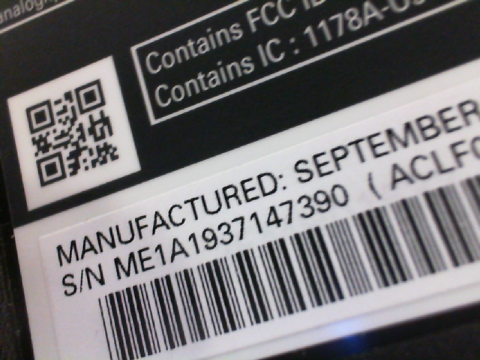 Contains FCC ID
Contains IC : 1178A-
MANUFACTURED: SEPTEMBER
S/N ME1A1937147390 ( ACLF